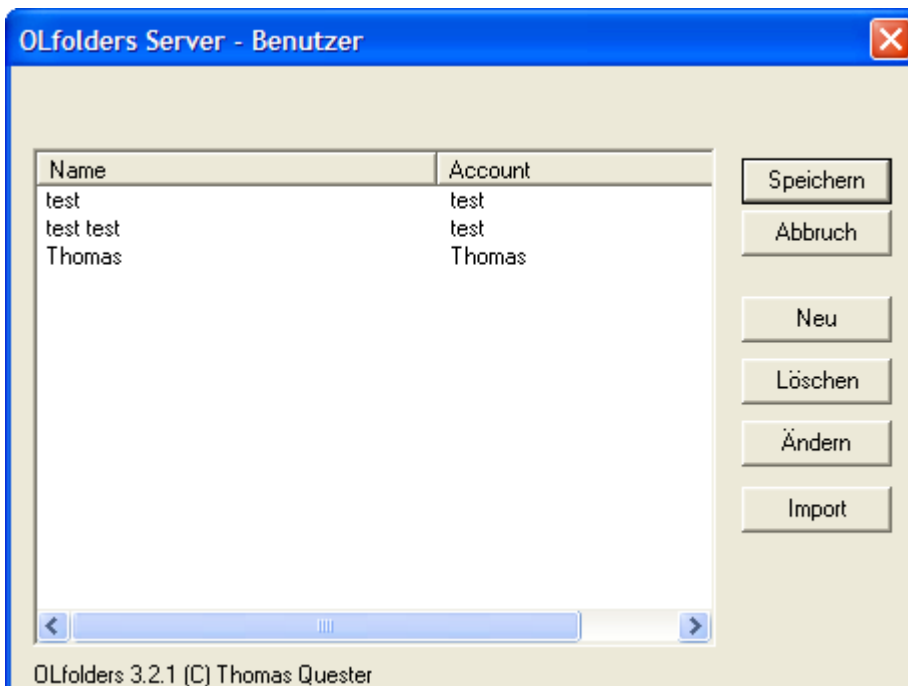 OLfolders Server - Benutzer
Name Account
test test
test test test
Thomas Thomas
Speichern
Abbruch
Neu
Löschen
Ändern
Import
OLfolders 3.2.1 (C) Thomas Quester